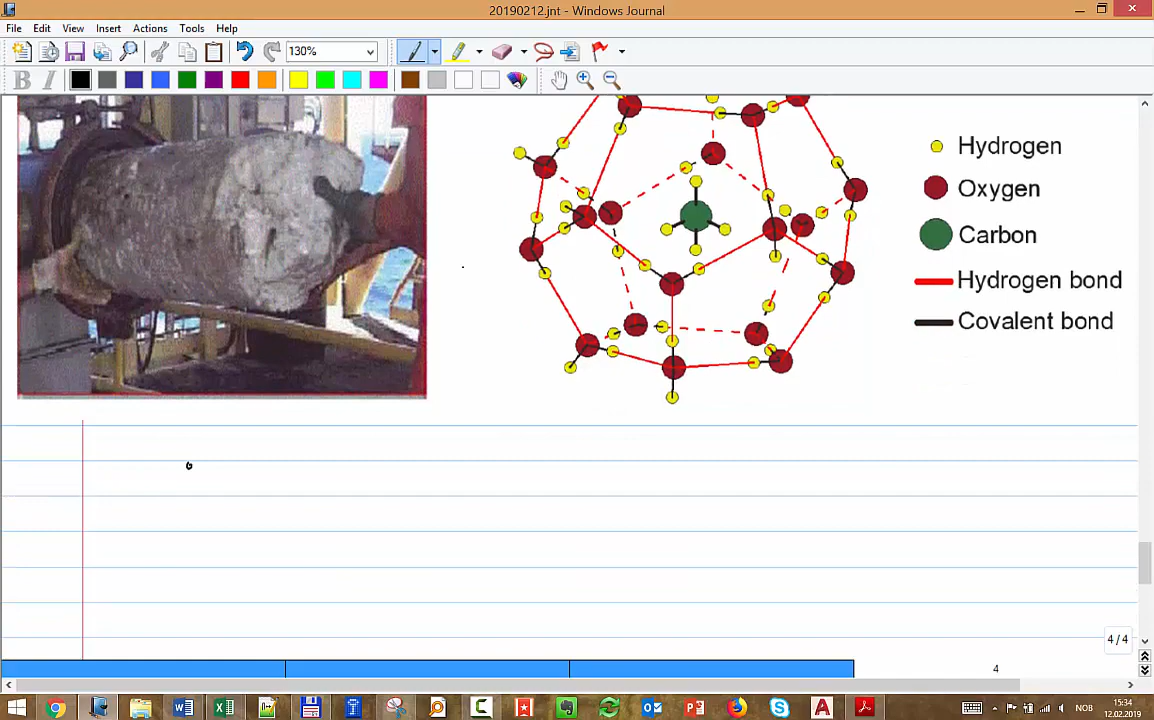 20190212.jnt - Windows Journal
File Edit View Insert Actions Tools Help
130%
B I
Hydrogen
Oxygen
Carbon
Hydrogen bond
Covalent bond
4 / 4
4
NOB
15:34
12.02.2019